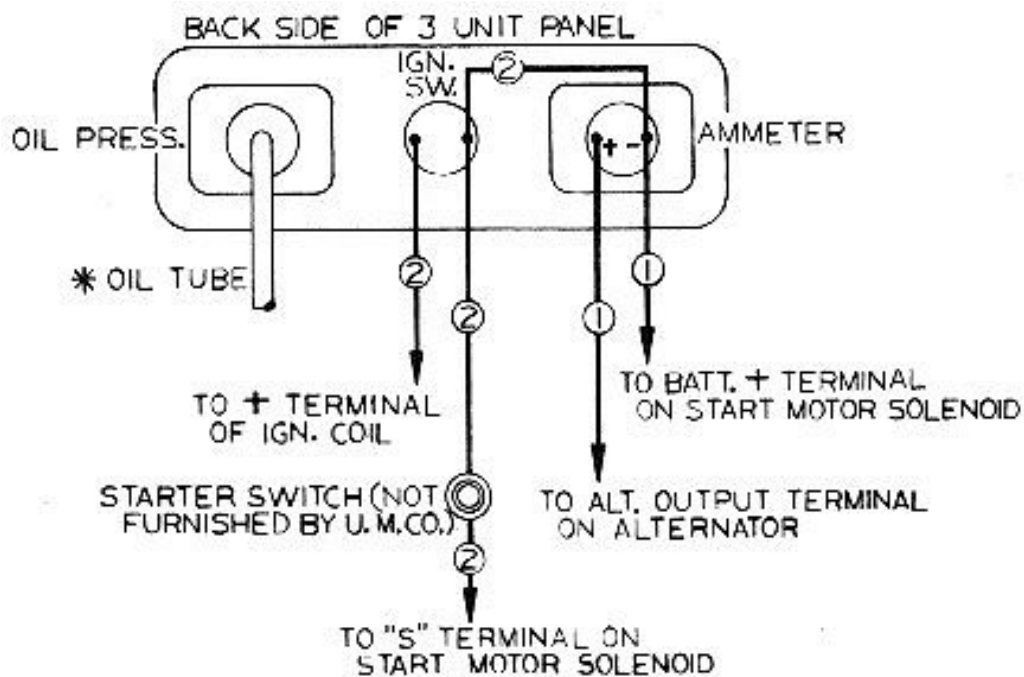 BACK SIDE OF 3 UNIT PANEL
IGN.
SW.
2
OIL PRESS.
+ -
AMMETER
* OIL TUBE
2
1
2
1
TO + TERMINAL
OF IGN. COIL
TO BATT. + TERMINAL
ON START MOTOR SOLENOID
STARTER SWITCH (NOT
FURNISHED BY U.M.CO.)
TO ALT. OUTPUT TERMINAL
ON ALTERNATOR
2
TO "S" TERMINAL ON
START MOTOR SOLENOID